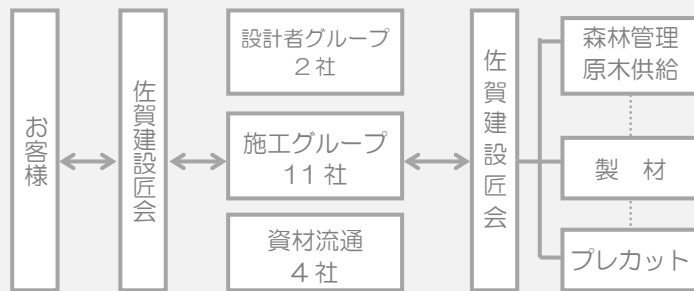 お客様
佐賀建設匠会
設計者グループ
2社
施工グループ
11社
資材流通
4社
佐賀建設匠会
森林管理
原木供給
製　材
プレカット